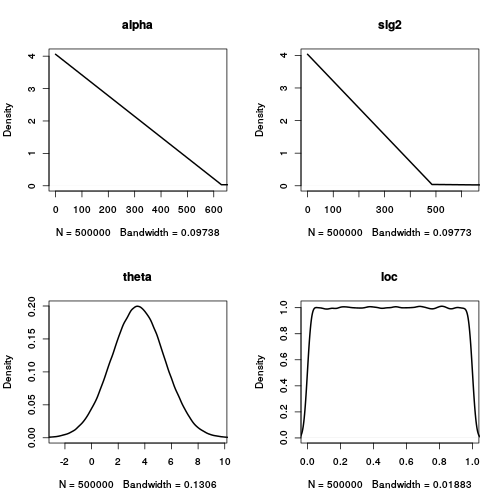 alpha
Density
0 1 2 3 4
0 100 200 300 400 500 600
N = 500000 Bandwidth = 0.09738
sig2
Density
0 1 2 3 4
0 100 300 500
N = 500000 Bandwidth = 0.09773
theta
Density
0.00 0.05 0.10 0.15 0.20
-2 0 2 4 6 8 10
N = 500000 Bandwidth = 0.1306
loc
Density
0.0 0.2 0.4 0.6 0.8 1.0
0.0 0.2 0.4 0.6 0.8 1.0
N = 500000 Bandwidth = 0.01883